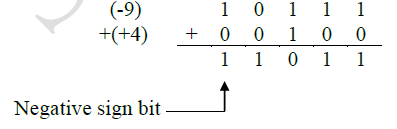 (-9) 1 0 1 1 1
+(+4) + 0 0 1 0 0
1 1 0 1 1
Negative sign bit